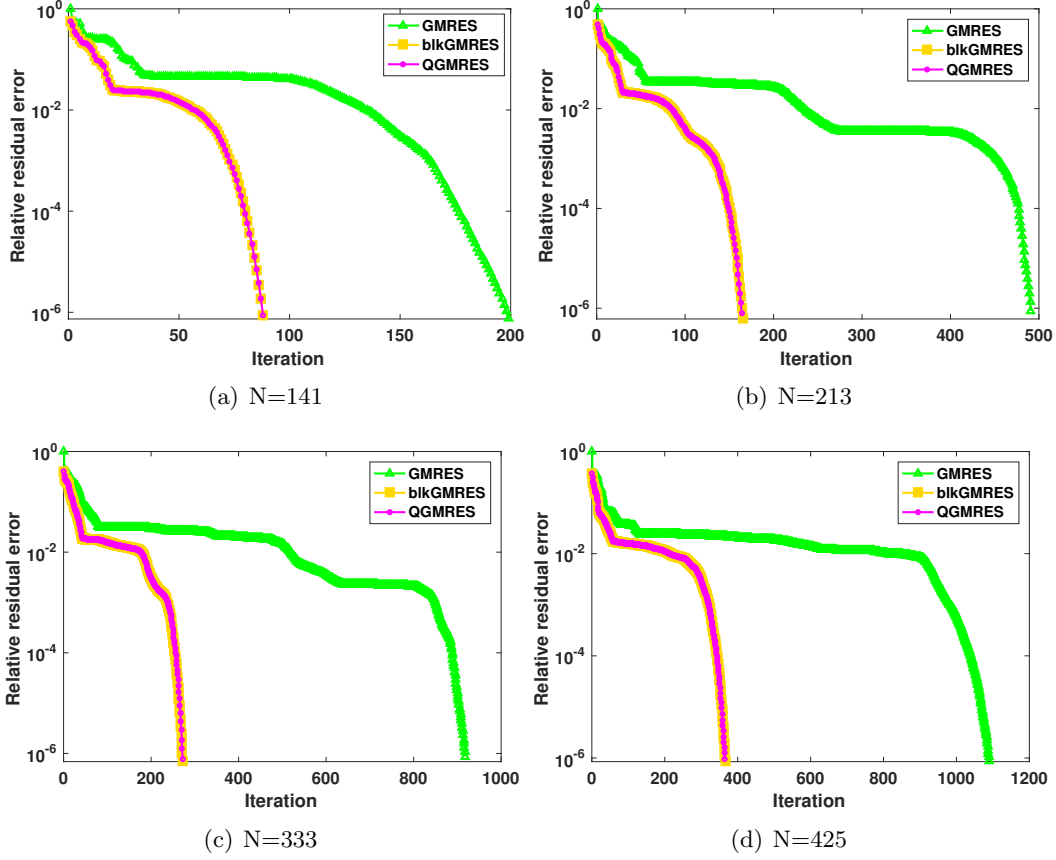 10^0
10^-2
10^-4
10^-6
Relative residual error
GMRES
blkGMRES
QGMRES
0 50 100 150 200
Iteration
(a) N=141
10^0
10^-2
10^-4
10^-6
Relative residual error
GMRES
blkGMRES
QGMRES
0 100 200 300 400 500
Iteration
(b) N=213
10^0
10^-2
10^-4
10^-6
Relative residual error
GMRES
blkGMRES
QGMRES
0 200 400 600 800 1000
Iteration
(c) N=333
10^0
10^-2
10^-4
10^-6
Relative residual error
GMRES
blkGMRES
QGMRES
0 200 400 600 800 1000 1200
Iteration
(d) N=425